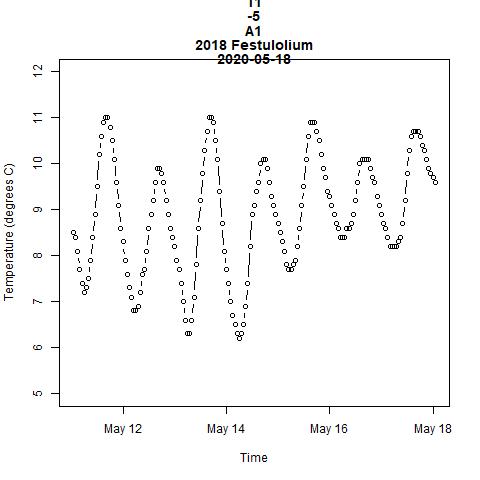 T1
-5
A1
2018 Festulolium
2020-05-18
12
11
10
9
8
7
6
5
Temperature (degrees C)
May 12 May 14 May 16 May 18
Time